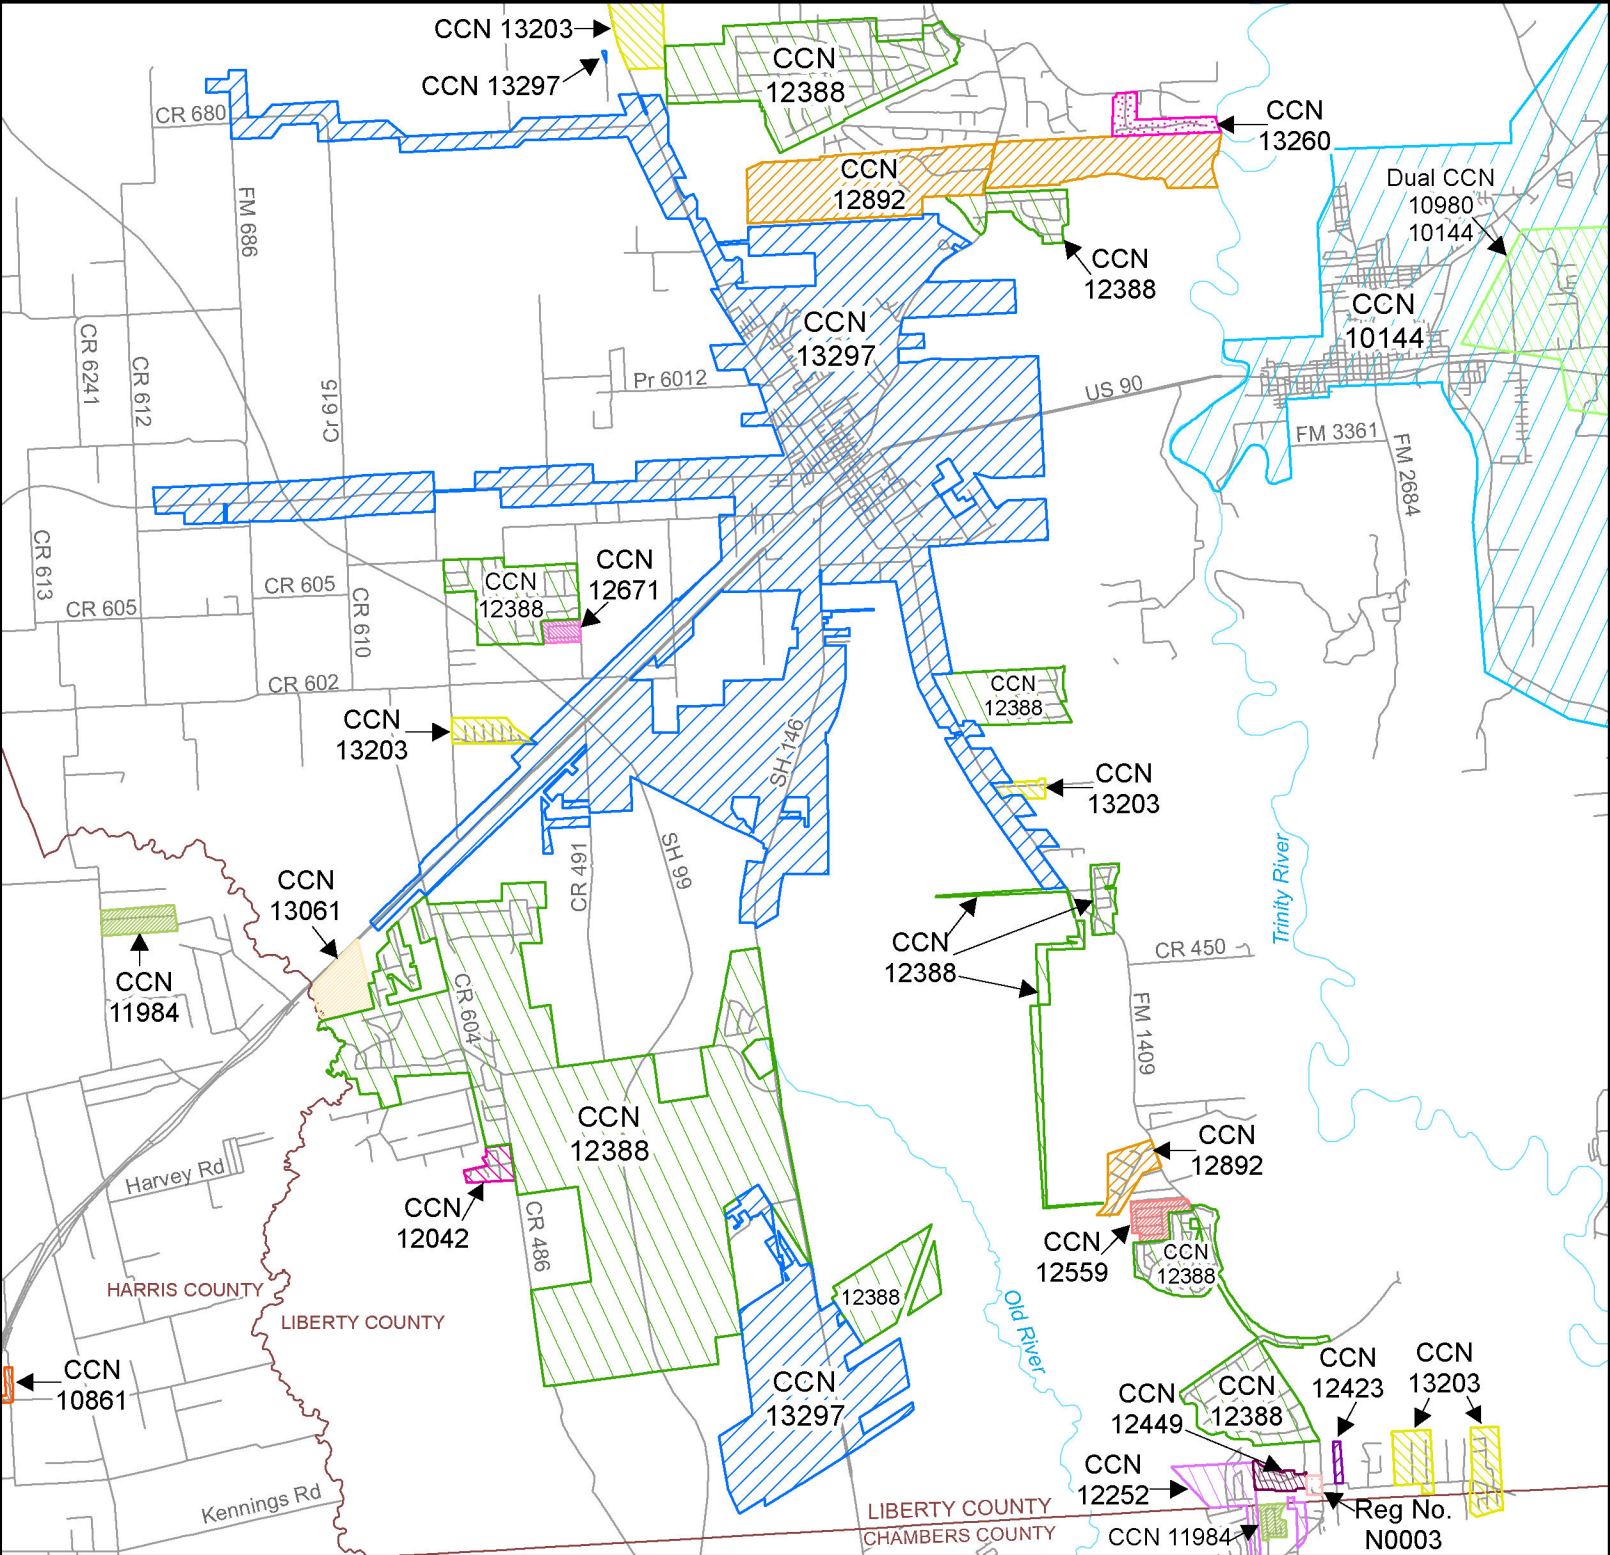 CCN 13203
CCN 13297
CCN
12388
CR 680
CCN
13260
CCN
12892
Dual CCN
10980
10144
FM 686
CCN
12388
CCN
13297
CCN
10144
CR 6241
CR 612
Cr 615
Pr 6012
US 90
FM 3361
FM 2684
CR 613
CR 605
CR 605
CR 610
CCN
12388
CCN
12671
CR 602
CCN
12388
CCN
13203
SH 146
CCN
13203
CCN
13061
CR 491
SH 99
Trinity River
CCN
11984
CCN
12388
CR 450
CR 604
FM 1409
CCN
12388
CCN
12892
Harvey Rd
CCN
12042
CR 486
CCN
12559
CCN
12388
HARRIS COUNTY
LIBERTY COUNTY
12388
Old River
CCN
10861
CCN
13297
CCN
12449
CCN
12388
CCN
12423
CCN
13203
CCN
12252
Kennings Rd
LIBERTY COUNTY
CHAMBERS COUNTY
CCN 11984
Reg No.
N0003